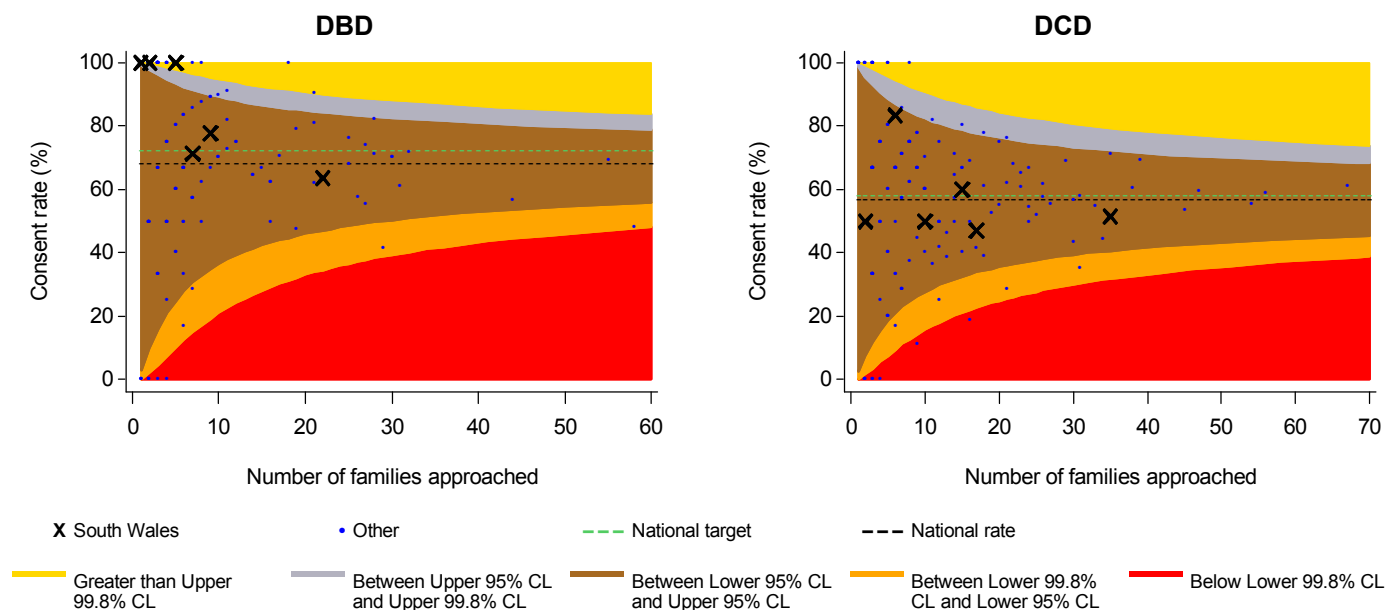 DBD
DCD
100
80
60
40
20
0
Consent rate (%)
0 10 20 30 40 50 60
Number of families approached
100
80
60
40
20
0
Consent rate (%)
0 10 20 30 40 50 60 70
Number of families approached
X South Wales
Other
National target
National rate
Greater than Upper
99.8% CL
Between Upper 95% CL
and Upper 99.8% CL
Between Lower 95% CL
and Upper 95% CL
Between Lower 99.8%
CL and Lower 95% CL
Below Lower 99.8% CL